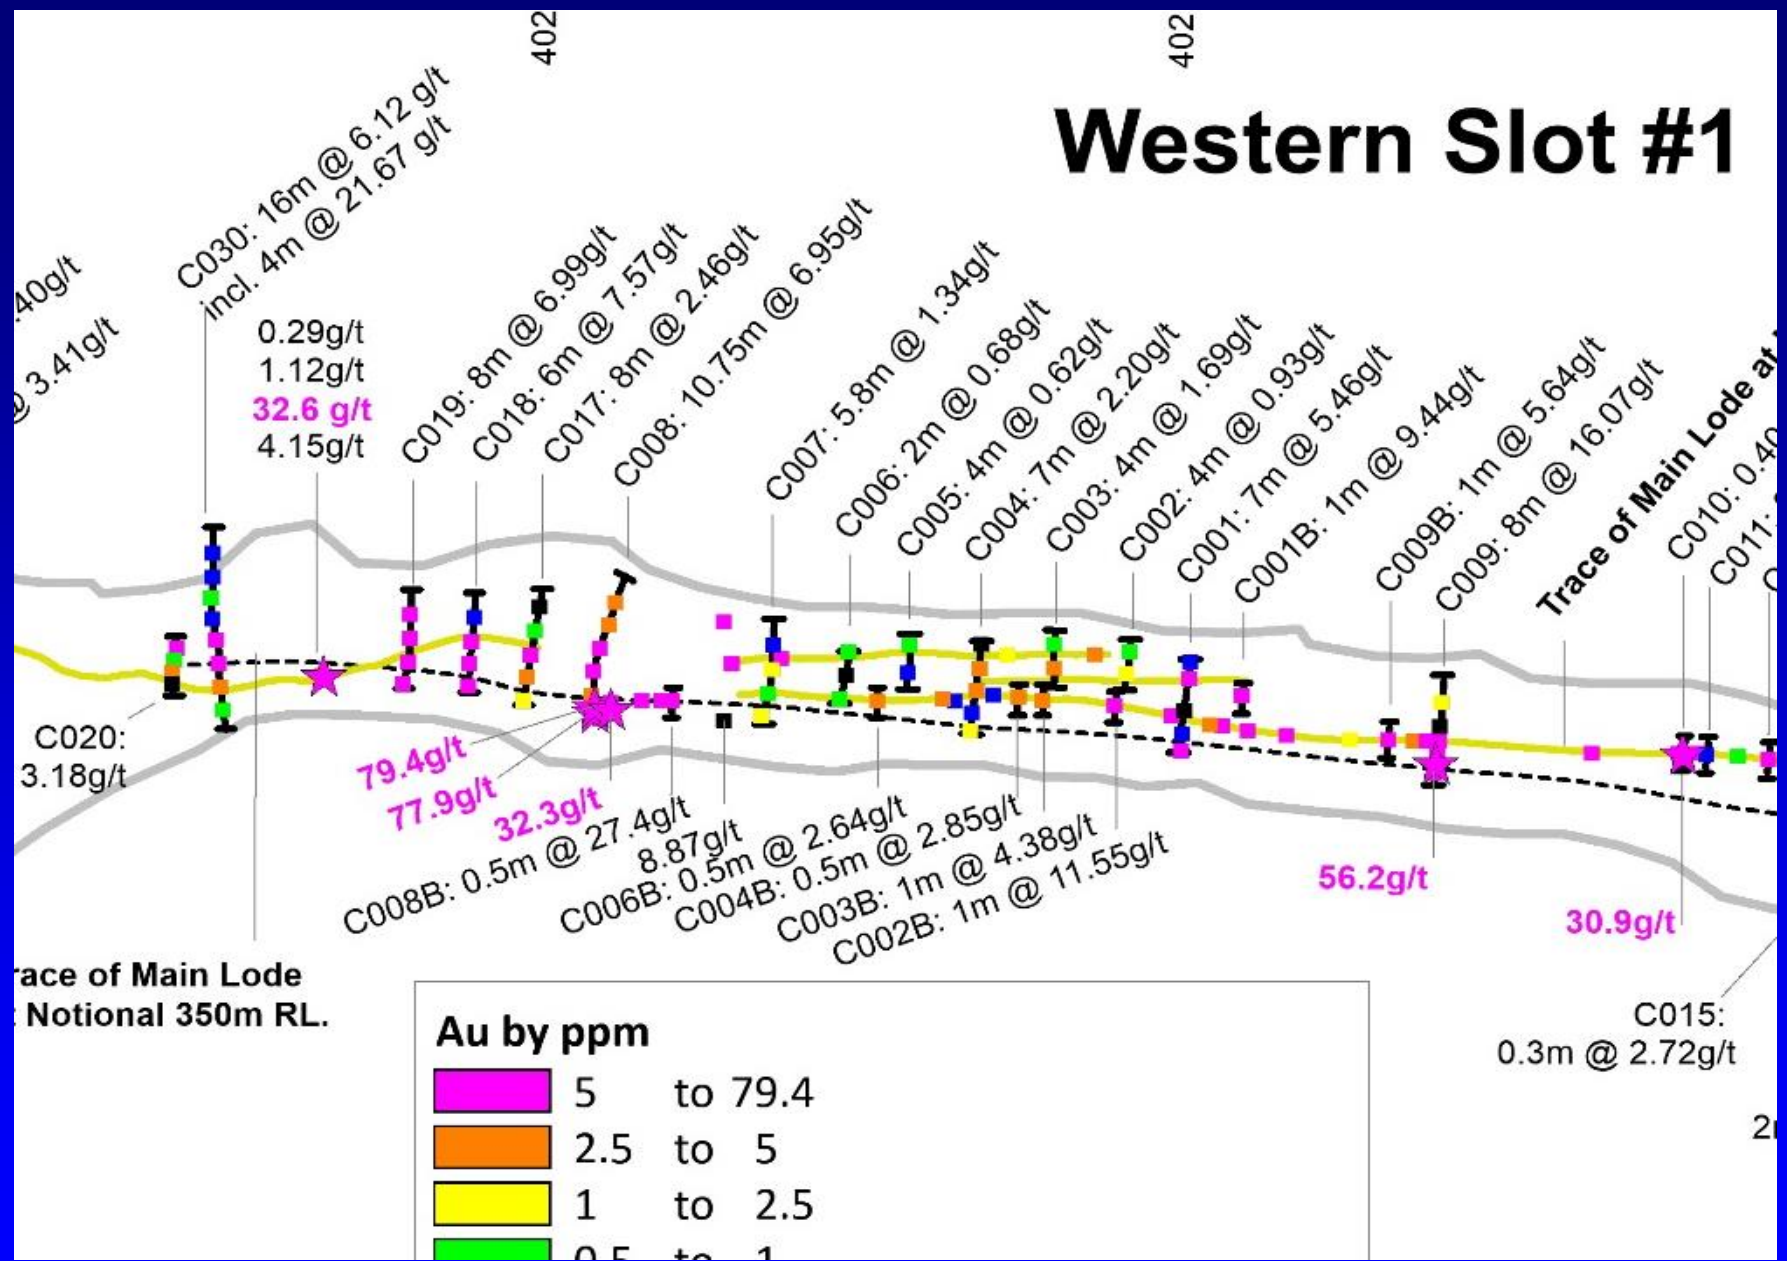 402
402
Western Slot #1
C030: 16m @ 6.12 g/t
incl. 4m @ 21.67 g/t
.40g/t
@ 3.41g/t
0.29g/t
1.12g/t
32.6 g/t
4.15g/t
C019: 8m @ 6.99g/t
C018: 6m @ 7.57g/t
C017: 8m @ 2.46g/t
C008: 10.75m @ 6.95g/t
C007: 5.8m @ 1.34g/t
C006: 2m @ 0.68g/t
C005: 4m @ 0.62g/t
C004: 7m @ 2.20g/t
C003: 4m @ 1.69g/t
C002: 4m @ 0.93g/t
C001: 7m @ 5.46g/t
C001B: 1m @ 9.44g/t
C009B: 1m @ 5.64g/t
C009: 8m @ 16.07g/t
Trace of Main Lode at
C010: 0.40
C011:
C020:
3.18g/t
79.4g/t
77.9g/t
32.3g/t
C008B: 0.5m @ 27.4g/t
8.87g/t
C006B: 0.5m @ 2.64g/t
C004B: 0.5m @ 2.85g/t
C003B: 1m @ 4.38g/t
C002B: 1m @ 11.55g/t
56.2g/t
30.9g/t
race of Main Lode
Notional 350m RL.
C015:
0.3m @ 2.72g/t
Au by ppm
5 to 79.4
2.5 to 5
1 to 2.5
0.5 to 1